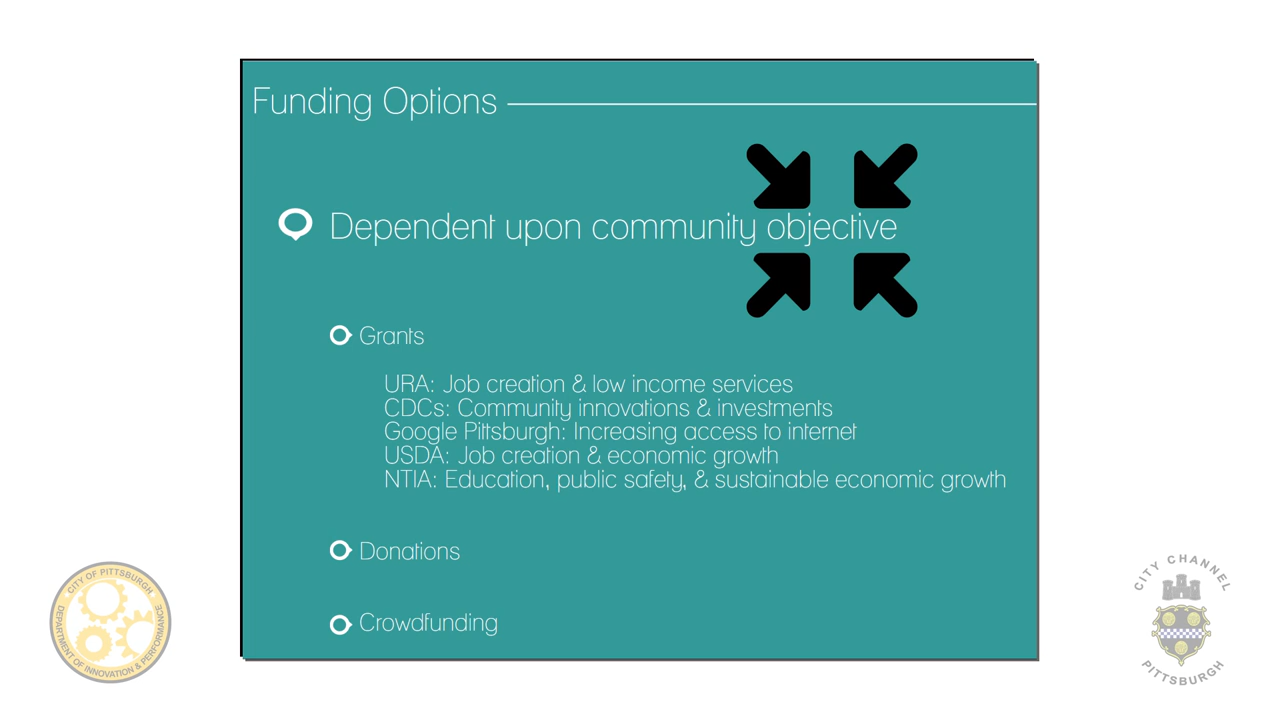 Funding Options
Dependent upon community objective
Grants
URA: Job creation & low income services
CDCs: Community innovations & investments
Google Pittsburgh: Increasing access to internet
USDA: Job creation & economic growth
NTIA: Education, public safety, & sustainable economic growth
Donations
Crowdfunding
CITY OF PITTSBURGH
DEPARTMENT OF INNOVATION & PERFORMANCE
CITY CHANNEL
PITTSBURGH